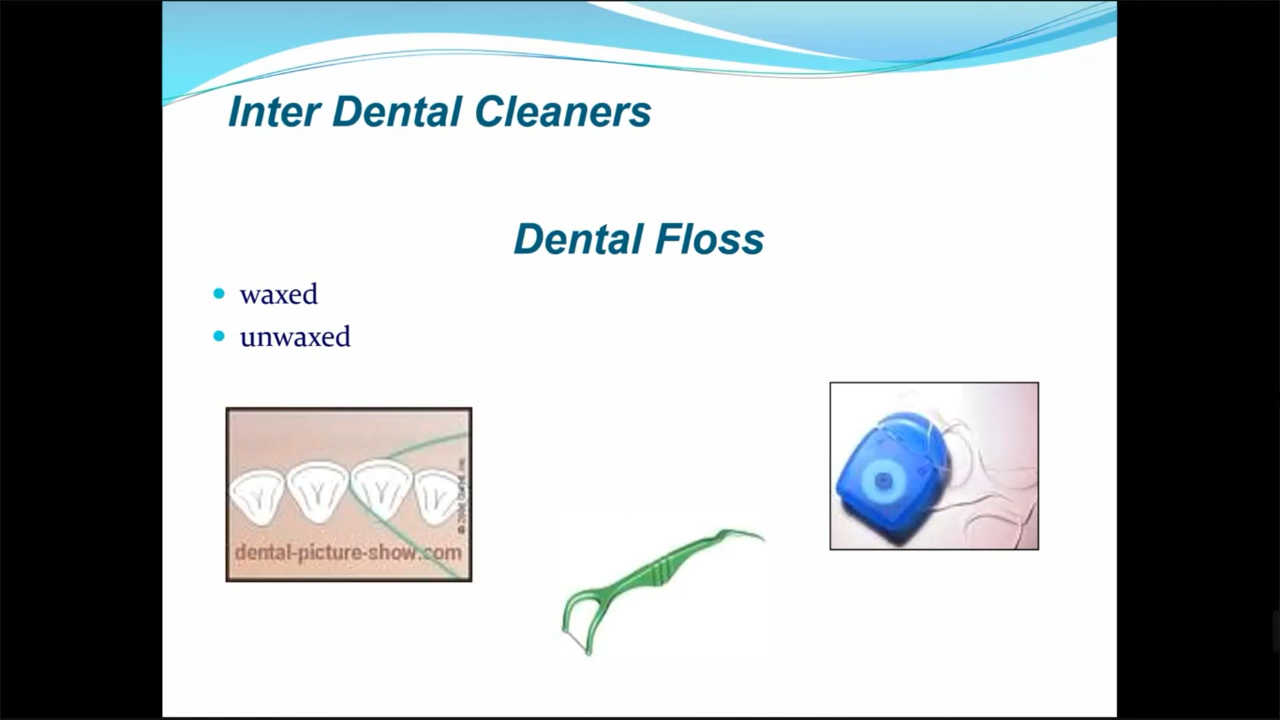 Inter Dental Cleaners
Dental Floss
waxed
unwaxed
dental-picture-show.com